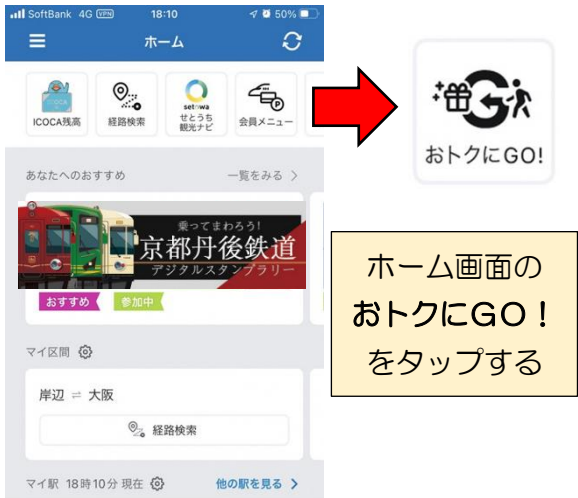 SoftBank 4G VPN 18:10 50%
ホーム
ICOCA
ICOCA残高
経路検索
setowa
せとうち
観光ナビ
会員メニュー
おトクにGO!
あなたへのおすすめ 一覧をみる
乗ってまわろう!
京都丹後鉄道
デジタルスタンプラリー
おすすめ 参加中
ホーム画面の
おトクにGO!
をタップする
マイ区間
岸辺 ⇌ 大阪
経路検索
マイ駅 18時10分 現在 他の駅を見る